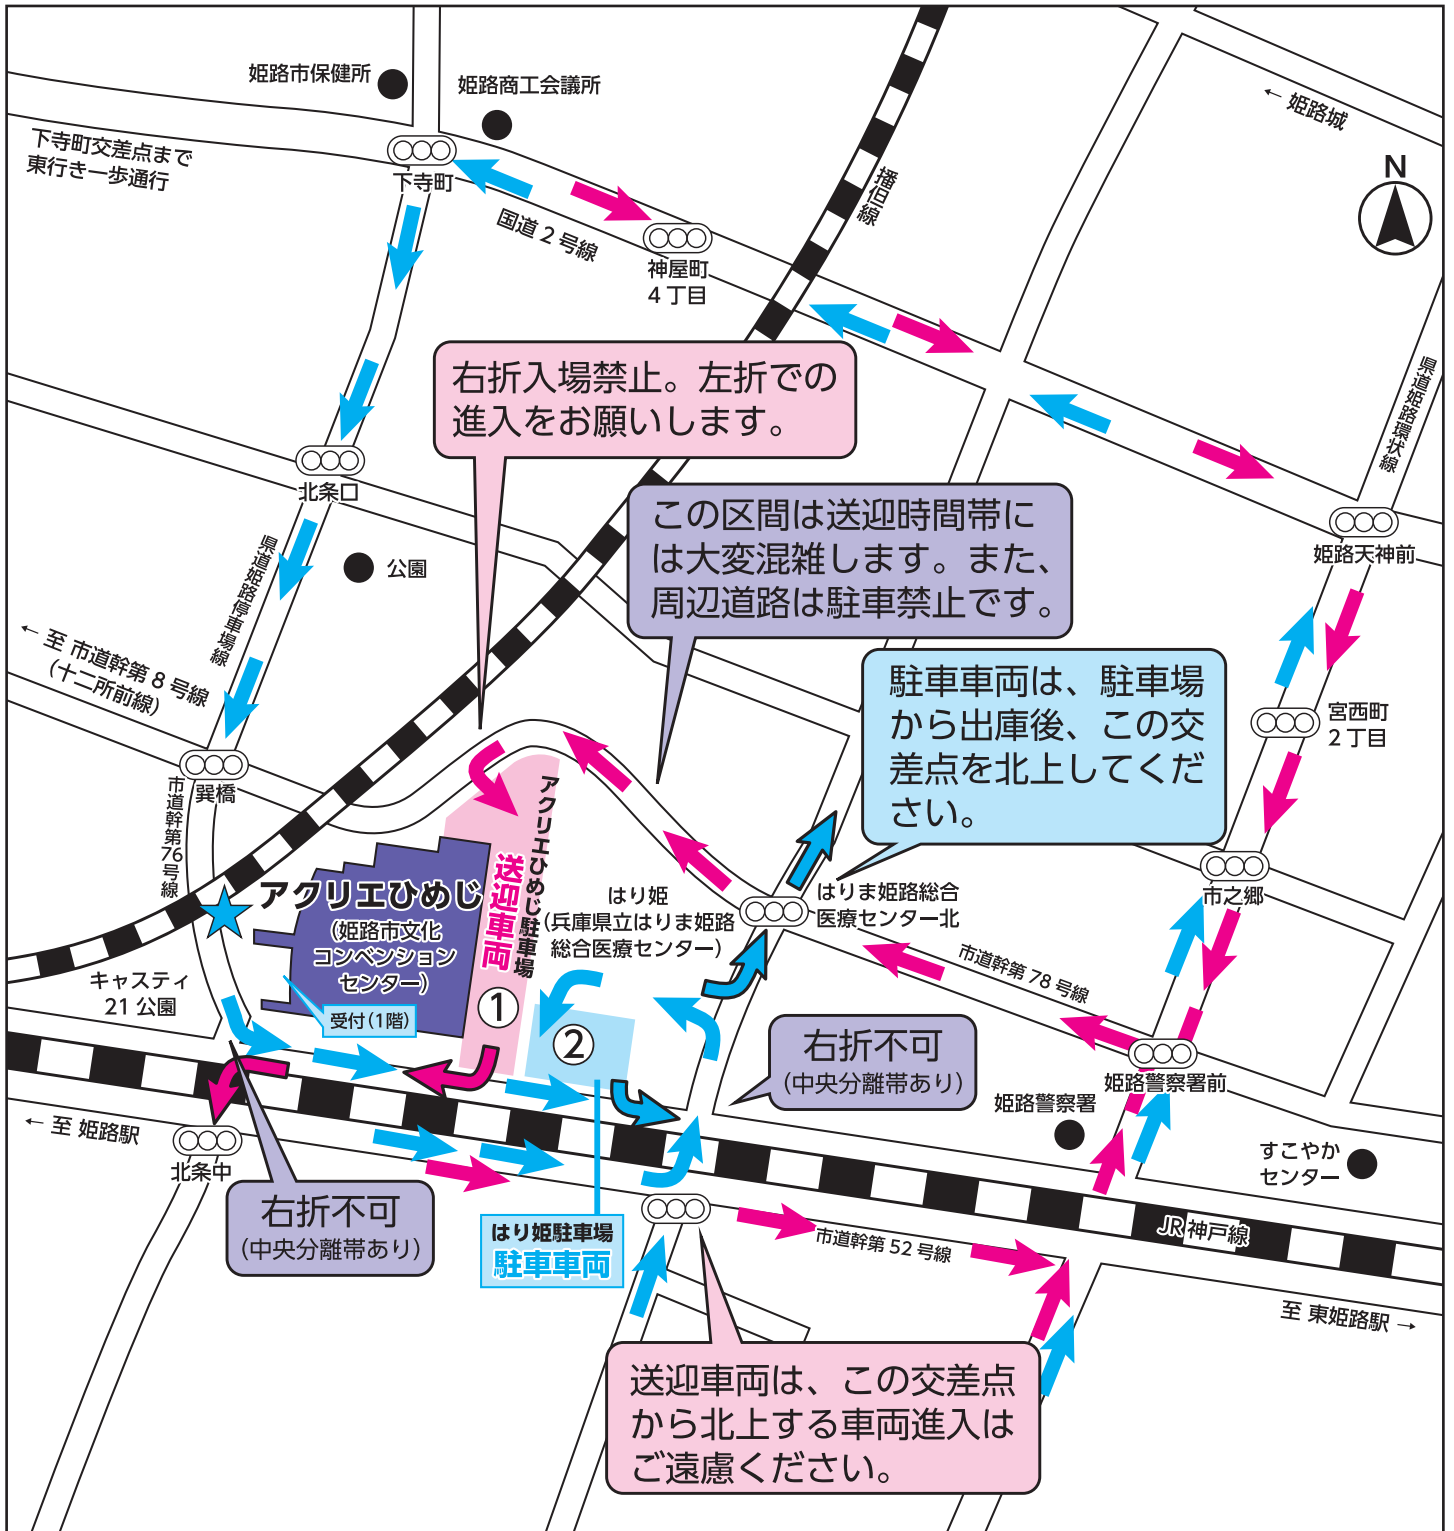 姫路市保健所
姫路商工会議所
← 姫路城
下寺町交差点まで
東行き一歩通行
下寺町
N
播但線
国道２号線
神屋町
4 丁目
右折入場禁止。左折での
進入をお願いします。
県道姫路環状線
北条口
この区間は送迎時間帯に
は大変混雑します。また、
周辺道路は駐車禁止です。
姫路天神前
県道姫路停車場線
公園
← 至 市道幹第 8 号線
(十二所前線)
駐車車両は、駐車場
から出庫後、この交
差点を北上してくだ
さい。
宮西町
2 丁目
巽橋
市道幹第76号線
アクリエひめじ駐車場
送迎車両
①
アクリエひめじ
(姫路市文化
コンベンション
センター)
はり姫
(兵庫県立はりま姫路
総合医療センター)
はりま姫路総合
医療センター北
市之郷
市道幹第 78 号線
キャスティ
21 公園
受付(1階)
②
右折不可
(中央分離帯あり)
姫路警察署前
姫路警察署
← 至 姫路駅
北条中
すこやか
センター
右折不可
(中央分離帯あり)
はり姫駐車場
駐車車両
市道幹第 52 号線
JR 神戸線
至 東姫路駅 →
送迎車両は、この交差点
から北上する車両進入は
ご遠慮ください。